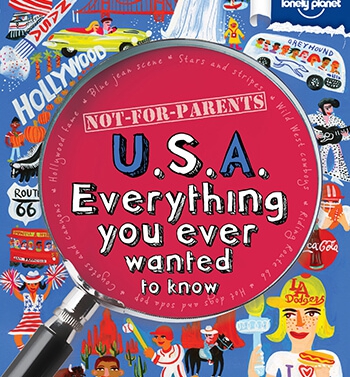 lonely planet
HOLLYWOOD
GREYHOUND
Hollywood fame • Blue jean scene • Stars and stripes • Wild West cowboys • Riding Route 66 • Hot dogs and soda pop • Coyotes and canyons •
NOT-FOR-PARENTS
U.S.A.
Everything
you ever
wanted
to know
ROUTE
66
Coca-Cola
LA
Dodgers
I